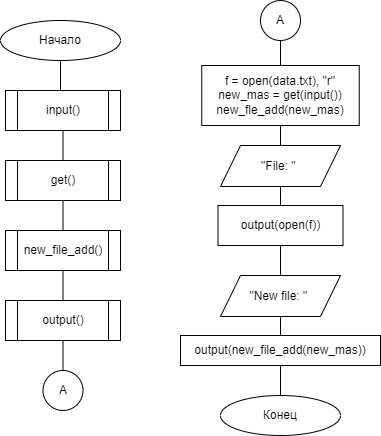 Начало
input()
get()
new_file_add()
output()
A
A
f = open(data.txt), "r"
new_mas = get(input())
new_fle_add(new_mas)
"File: "
output(open(f))
"New file: "
output(new_file_add(new_mas))
Конец